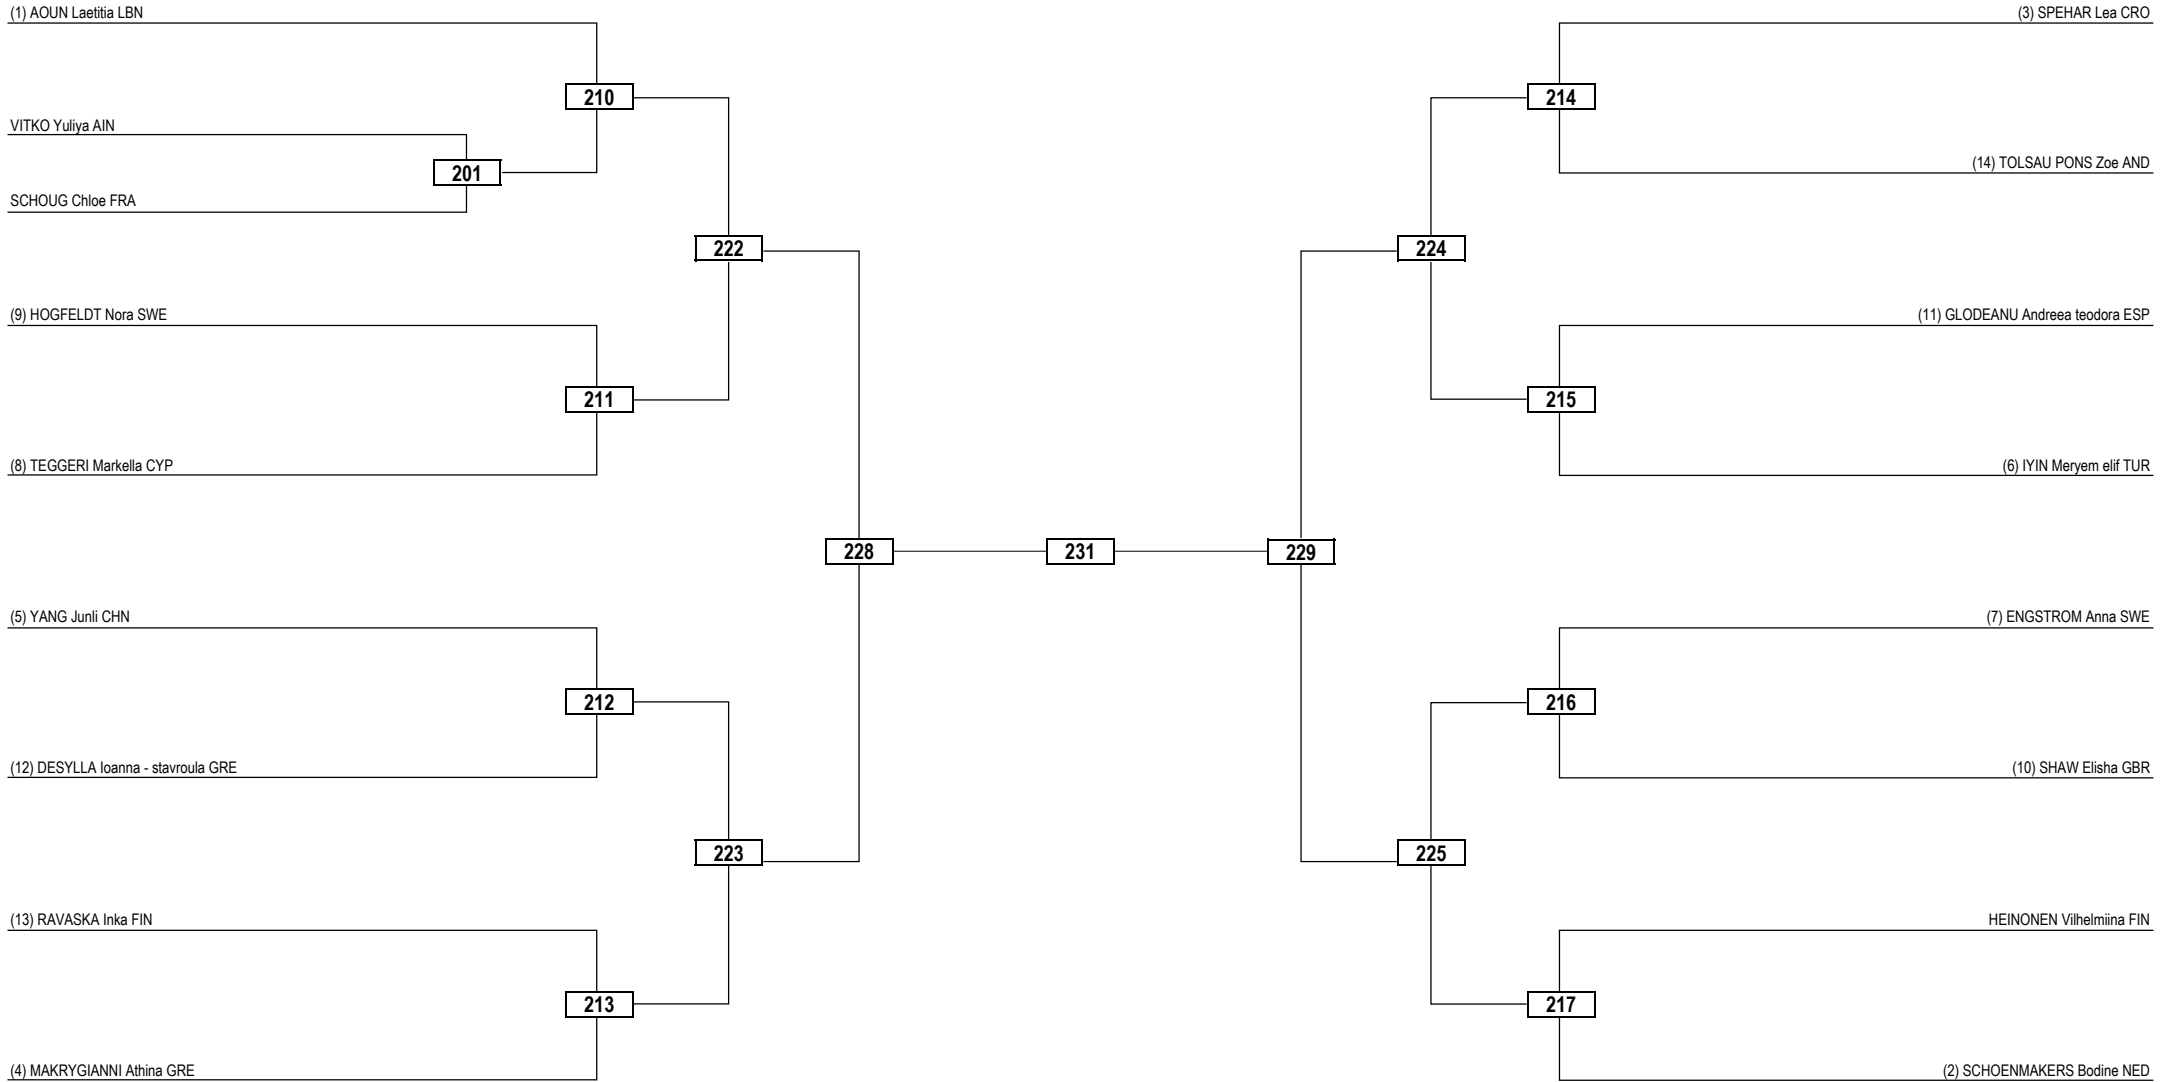 (1) AOUN Laetitia LBN
(3) SPEHAR Lea CRO
210
214
VITKO Yuliya AIN
(14) TOLSAU PONS Zoe AND
201
SCHOUG Chloe FRA
222
224
(9) HOGFELDT Nora SWE
(11) GLODEANU Andreea teodora ESP
211
215
(8) TEGGERI Markella CYP
(6) IYIN Meryem elif TUR
228
231
229
(5) YANG Junli CHN
(7) ENGSTROM Anna SWE
212
216
(12) DESYLLA Ioanna - stavroula GRE
(10) SHAW Elisha GBR
223
225
(13) RAVASKA Inka FIN
HEINONEN Vilhelmiina FIN
213
217
(4) MAKRYGIANNI Athina GRE
(2) SCHOENMAKERS Bodine NED